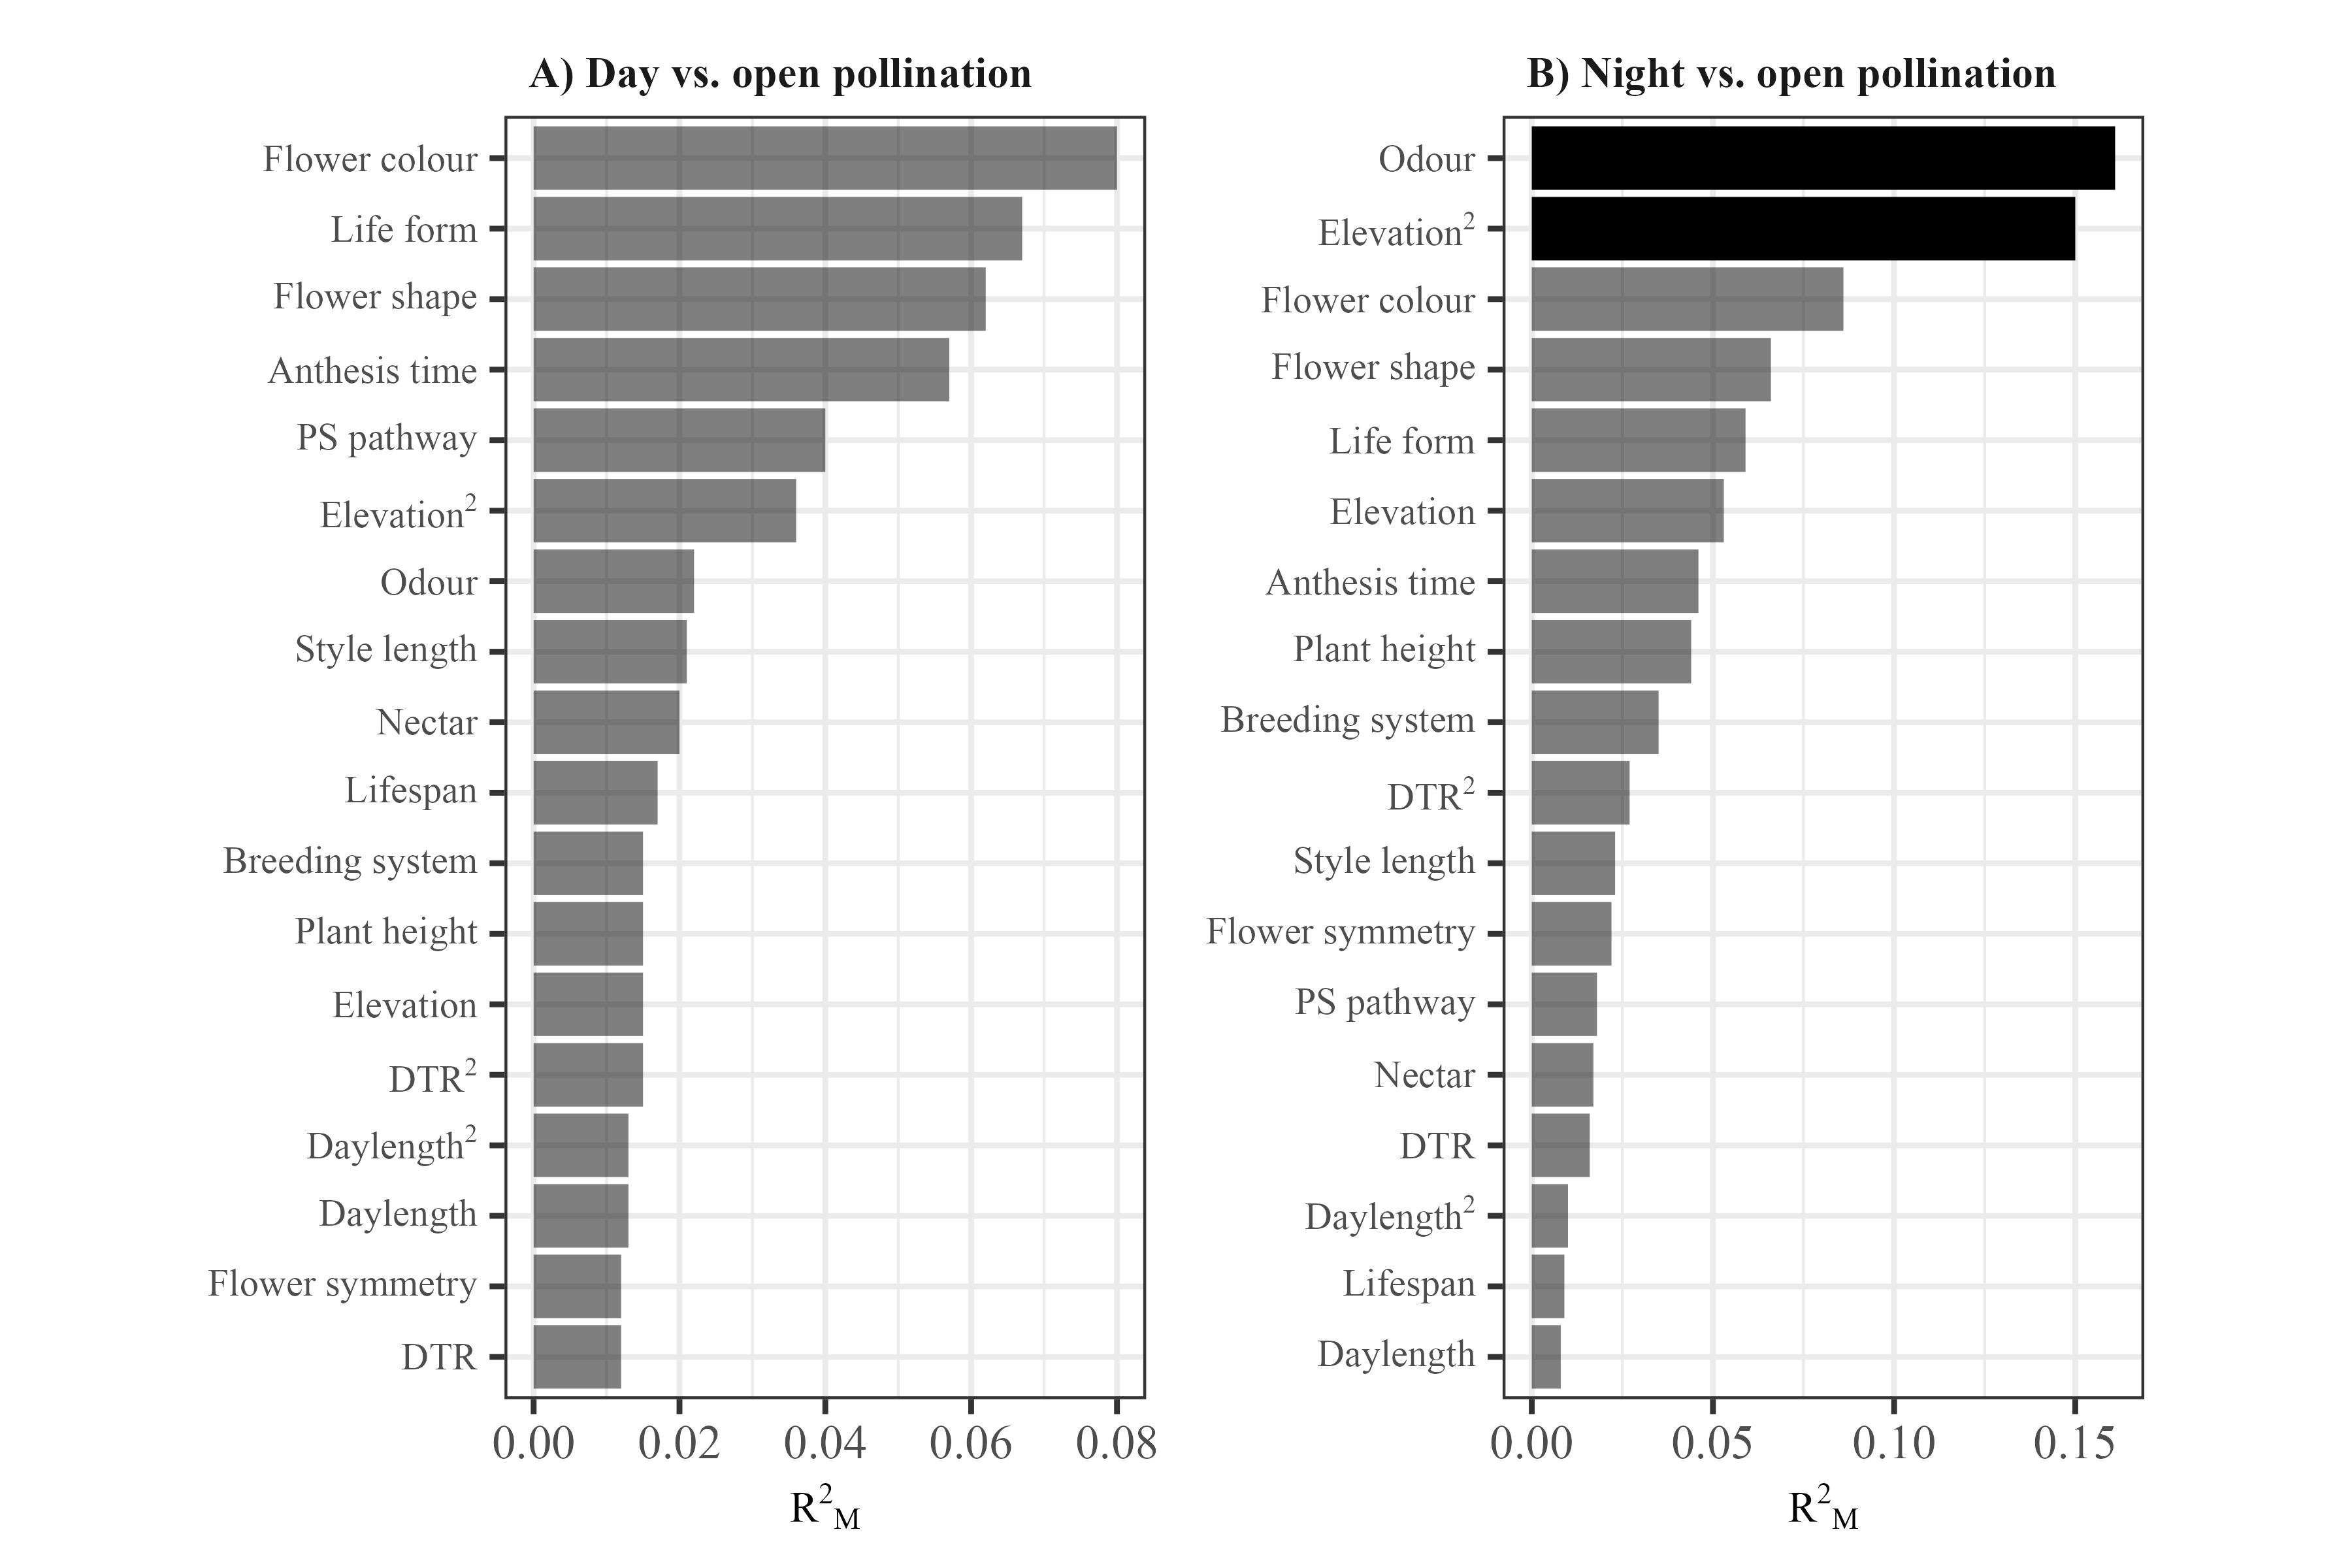 A) Day vs. open pollination
Flower colour
Life form
Flower shape
Anthesis time
PS pathway
Elevation²
Odour
Style length
Nectar
Lifespan
Breeding system
Plant height
Elevation
DTR²
Daylength²
Daylength
Flower symmetry
DTR
0.00 0.02 0.04 0.06 0.08
R²M
B) Night vs. open pollination
Odour
Elevation²
Flower colour
Flower shape
Life form
Elevation
Anthesis time
Plant height
Breeding system
DTR²
Style length
Flower symmetry
PS pathway
Nectar
DTR
Daylength²
Lifespan
Daylength
0.00 0.05 0.10 0.15
R²M